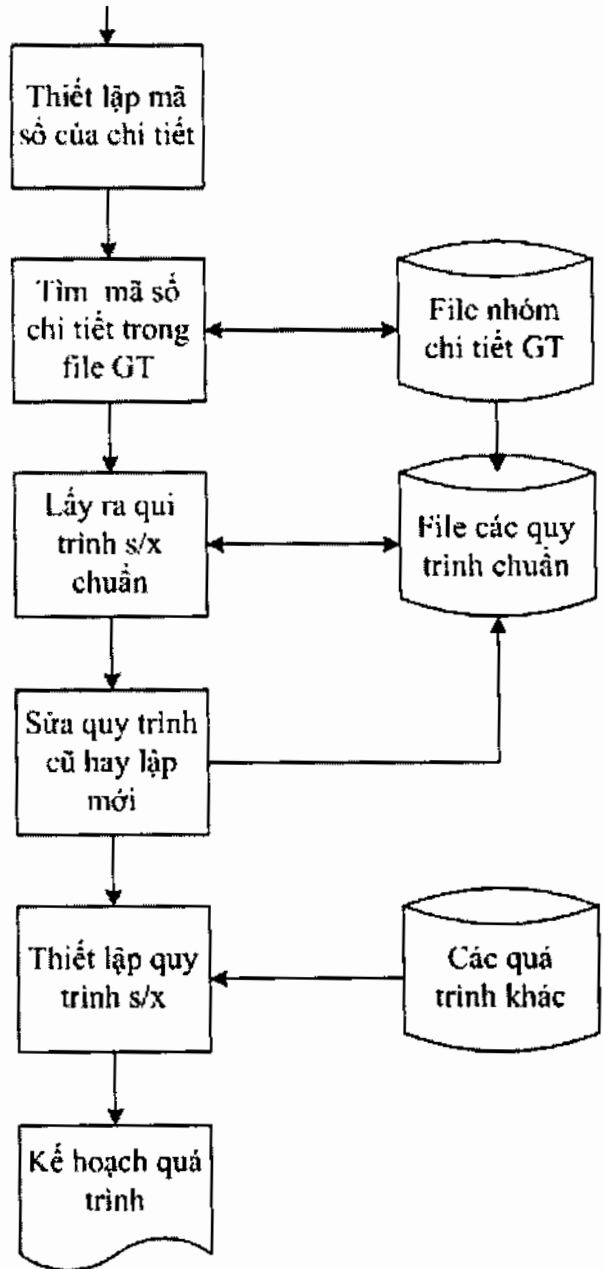 Thiết lập mã
số của chi tiết
Tìm mã số
chi tiết trong
file GT
File nhóm
chi tiết GT
Lấy ra qui
trình s/x
chuẩn
File các quy
trình chuẩn
Sửa quy trình
cũ hay lập
mới
Thiết lập quy
trình s/x
Các quá
trình khác
Kế hoạch quá
trình